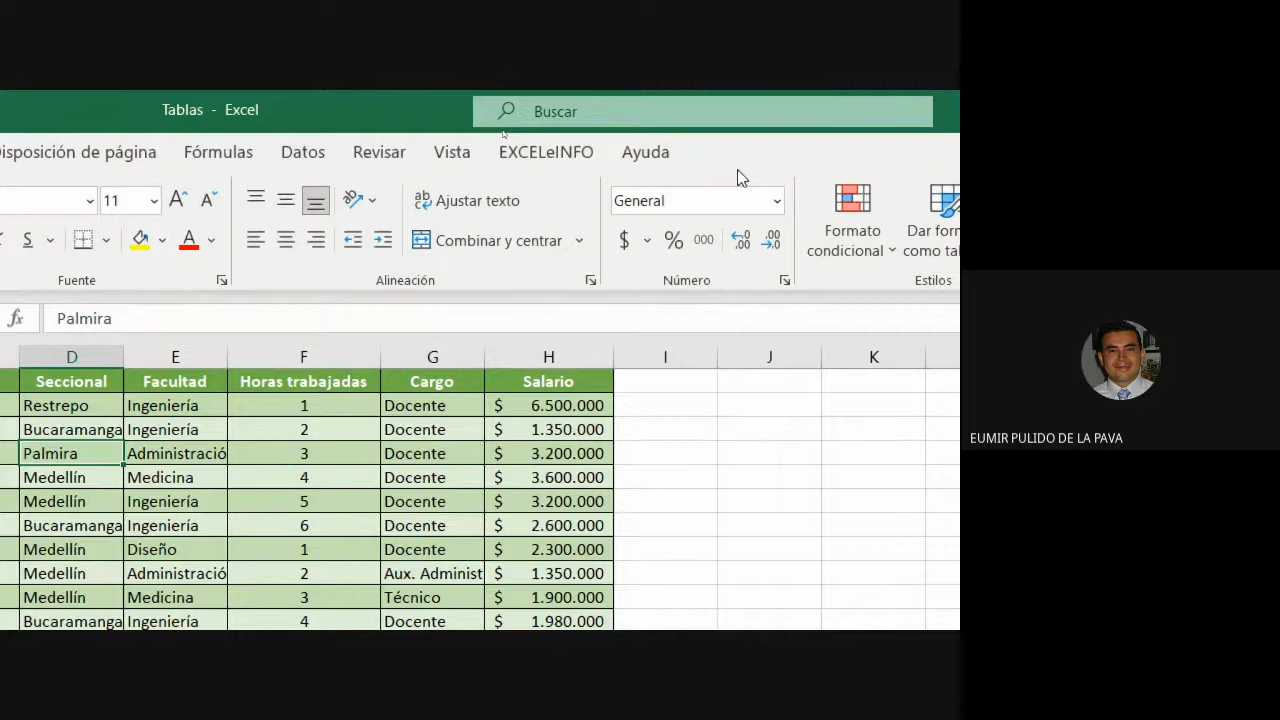 Tablas - Excel
Buscar
isposición de página Fórmulas Datos Revisar Vista EXCELeINFO Ayuda
11 Ajustar texto General Formato Dar form
S A Combinar y centrar $ % 000 condicional como tal
Fuente Alineación Número Estilos
fx Palmira
D E F G H I J K
Seccional Facultad Horas trabajadas Cargo Salario
Restrepo Ingeniería 1 Docente $ 6.500.000
Bucaramanga Ingeniería 2 Docente $ 1.350.000
Palmira Administració 3 Docente $ 3.200.000
EUMIR PULIDO DE LA PAVA
Medellín Medicina 4 Docente $ 3.600.000
Medellín Ingeniería 5 Docente $ 3.200.000
Bucaramanga Ingeniería 6 Docente $ 2.600.000
Medellín Diseño 1 Docente $ 2.300.000
Medellín Administració 2 Aux. Administ $ 1.350.000
Medellín Medicina 3 Técnico $ 1.900.000
Bucaramanga Ingeniería 4 Docente $ 1.980.000